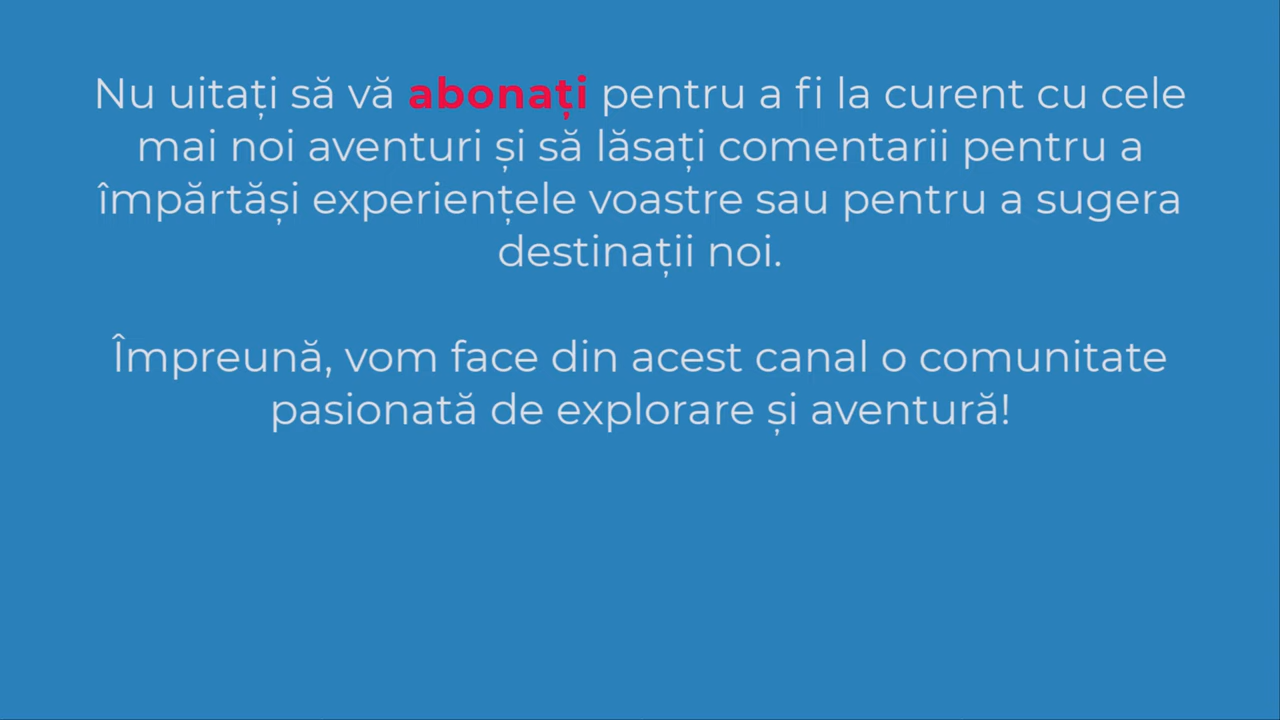 Nu uitați să vă abonați pentru a fi la curent cu cele
mai noi aventuri și să lăsați comentarii pentru a
împărtăși experiențele voastre sau pentru a sugera
destinații noi.
Împreună, vom face din acest canal o comunitate
pasionată de explorare și aventură!